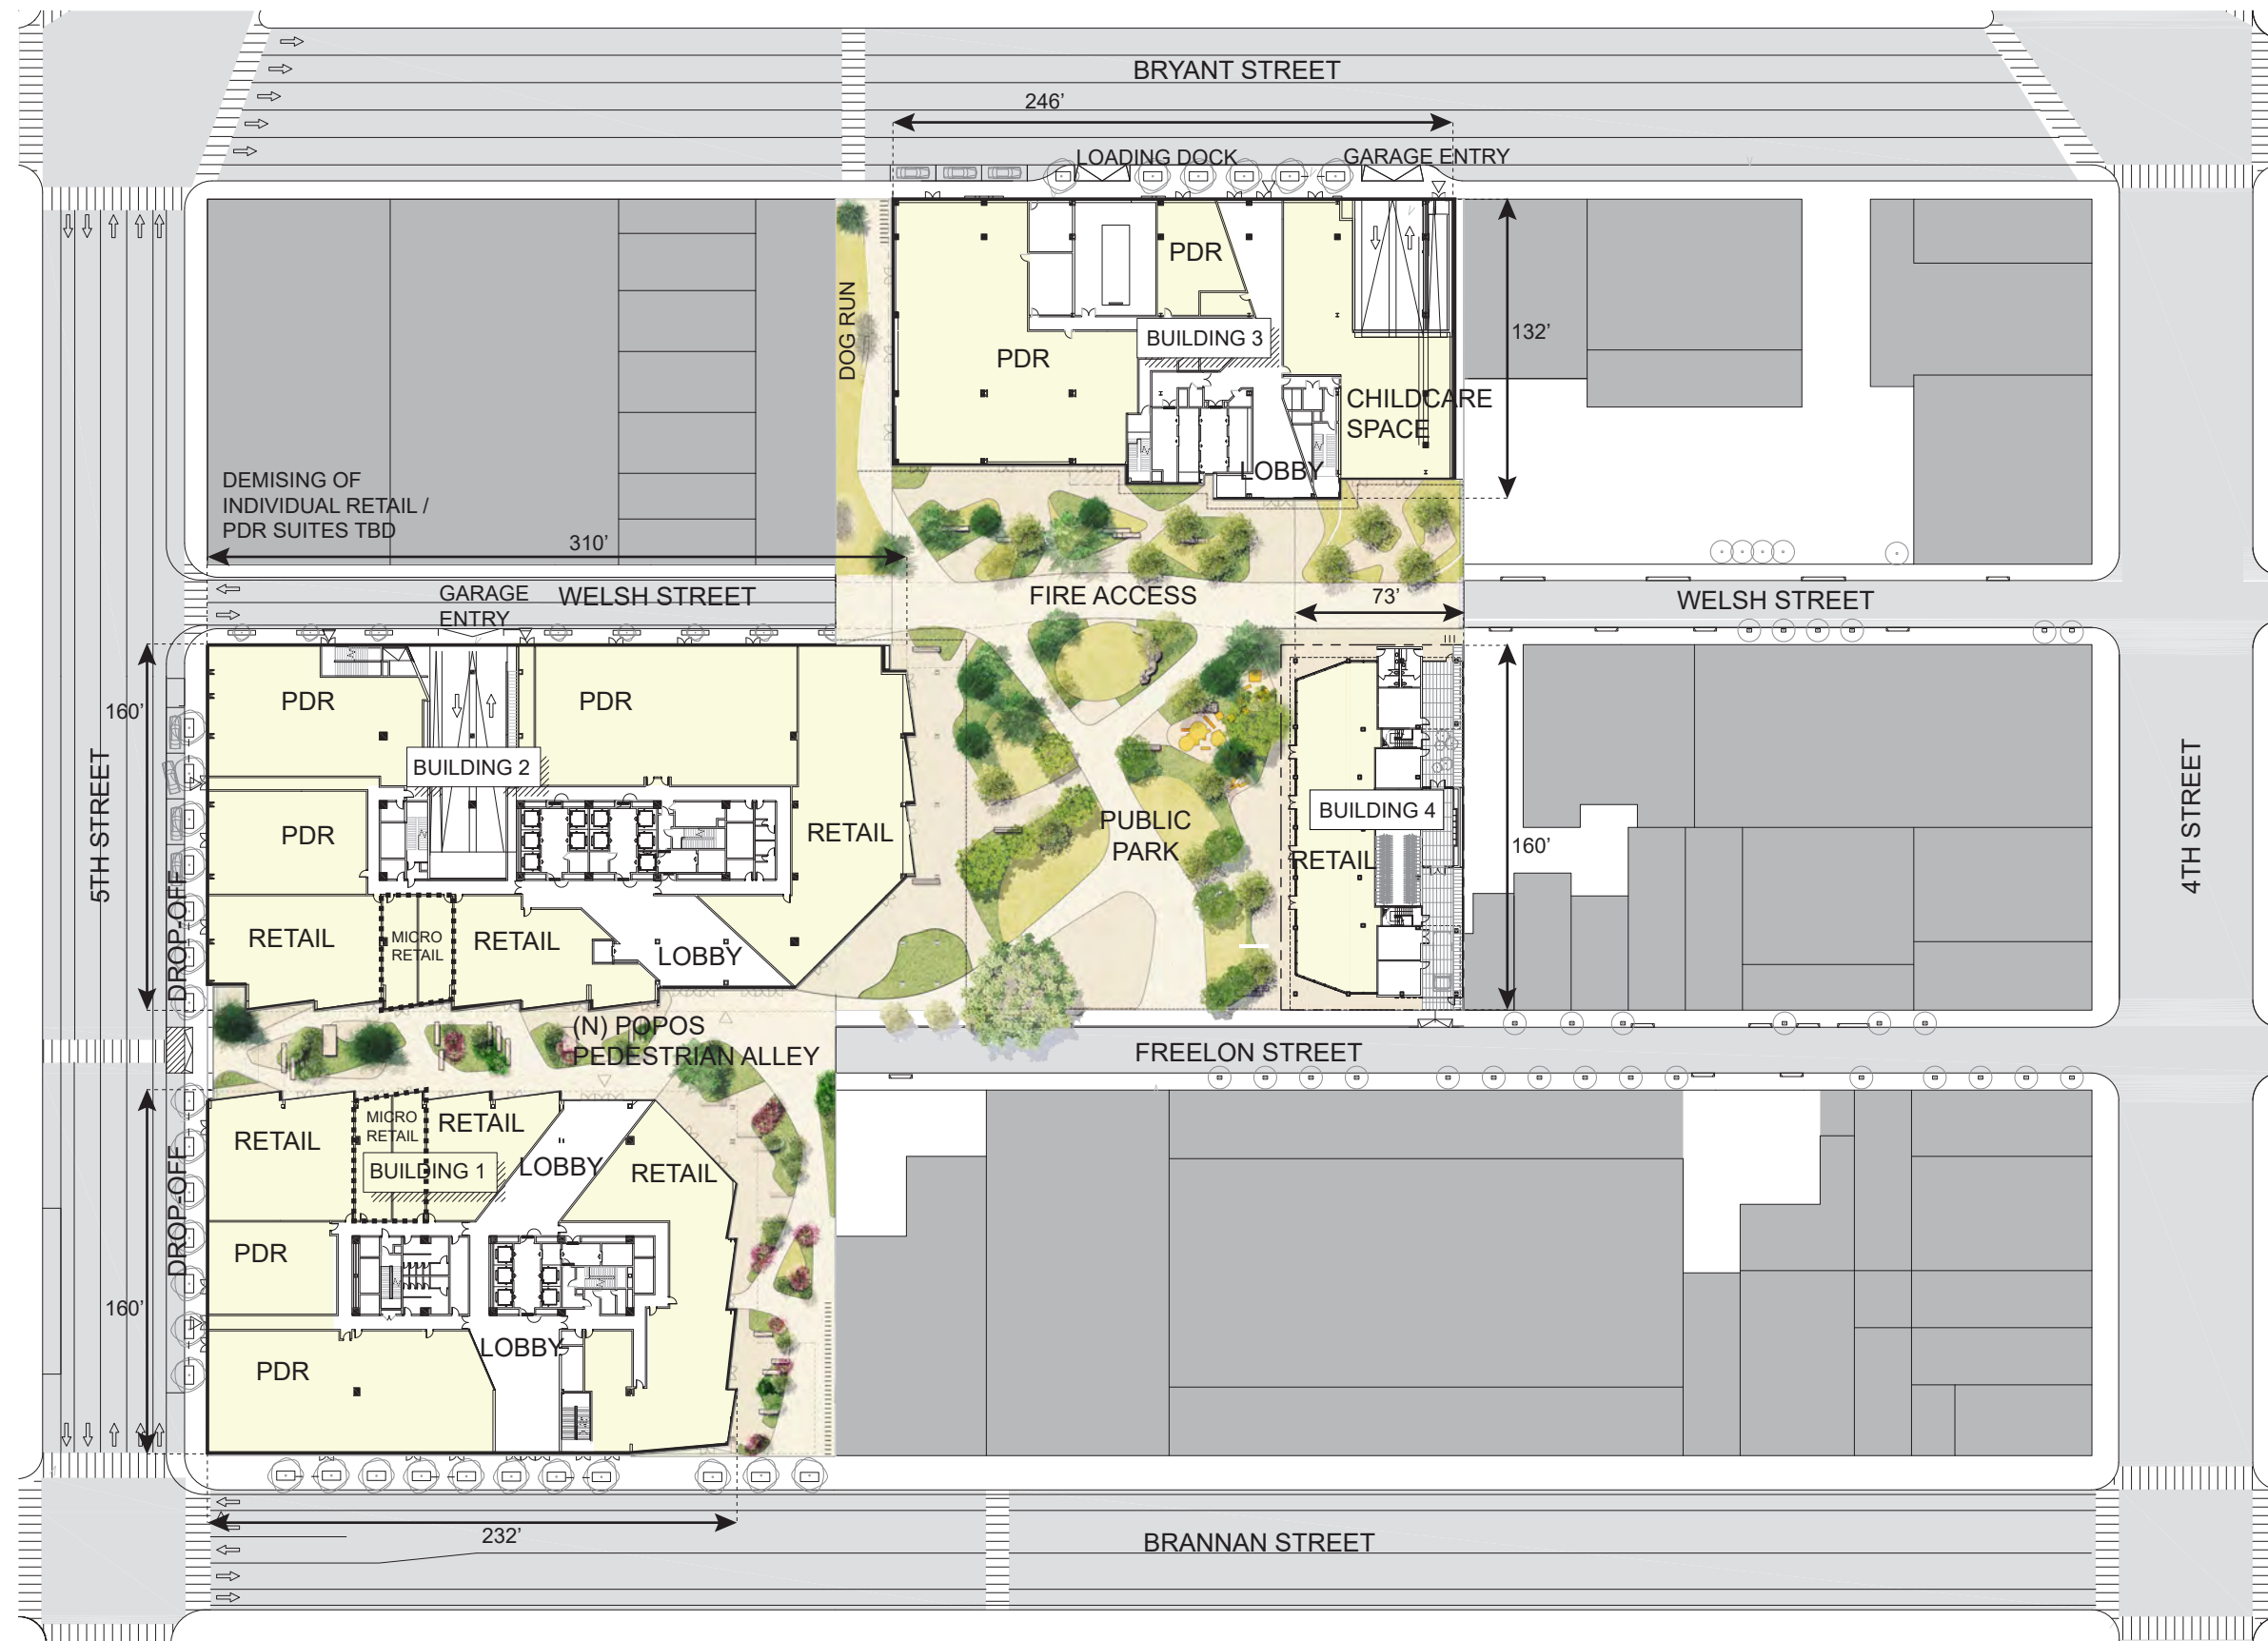 BRYANT STREET
246’
LOADING DOCK
GARAGE ENTRY
PDR
DOG RUN
BUILDING 3
132’
PDR
CHILDCARE
SPACE
LOBBY
DEMISING OF
INDIVIDUAL RETAIL /
PDR SUITES TBD
310’
GARAGE
ENTRY
WELSH STREET
FIRE ACCESS
73’
WELSH STREET
PDR
PDR
160’
BUILDING 2
5TH STREET
4TH STREET
BUILDING 4
PUBLIC
PARK
PDR
RETAIL
RETAIL
160’
DROP-OFF
RETAIL
MICRO
RETAIL
RETAIL
LOBBY
(N) POPOS
PEDESTRIAN ALLEY
FREELON STREET
RETAIL
MICRO
RETAIL
RETAIL
BUILDING 1
LOBBY
RETAIL
DROP-OFF
PDR
160’
LOBBY
PDR
232’
BRANNAN STREET